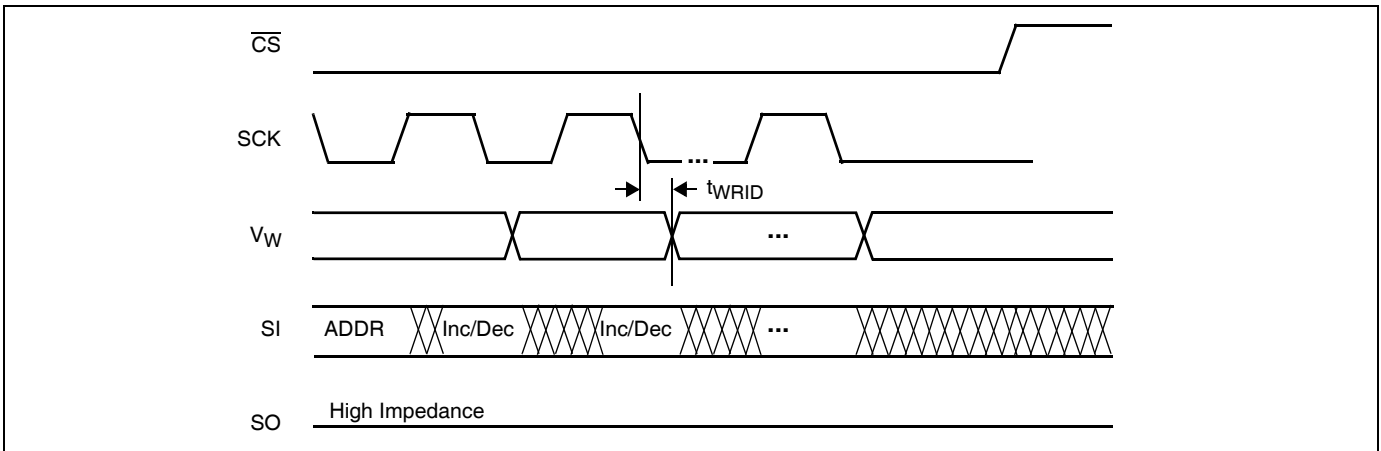 CS
SCK
...
tWRID
VW
...
SI
ADDR
Inc/Dec
Inc/Dec
...
High Impedance
SO